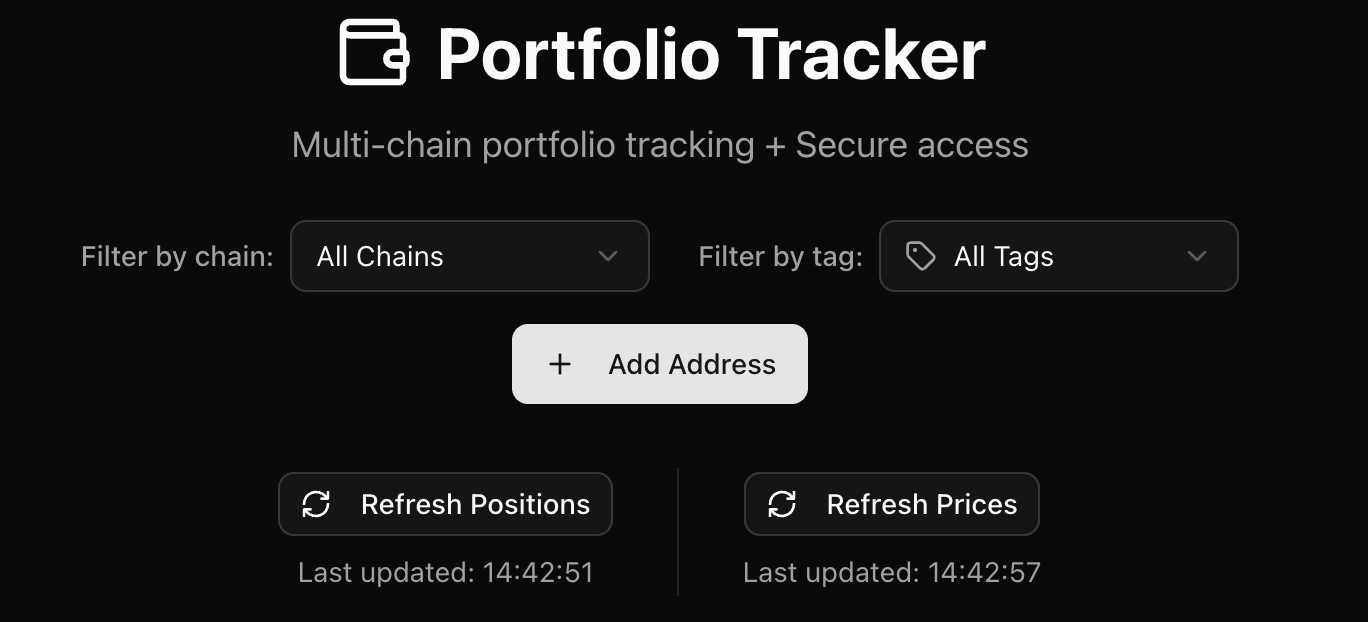 Portfolio Tracker
Multi-chain portfolio tracking + Secure access
Filter by chain: All Chains Filter by tag: All Tags
+ Add Address
Refresh Positions Refresh Prices
Last updated: 14:42:51 Last updated: 14:42:57